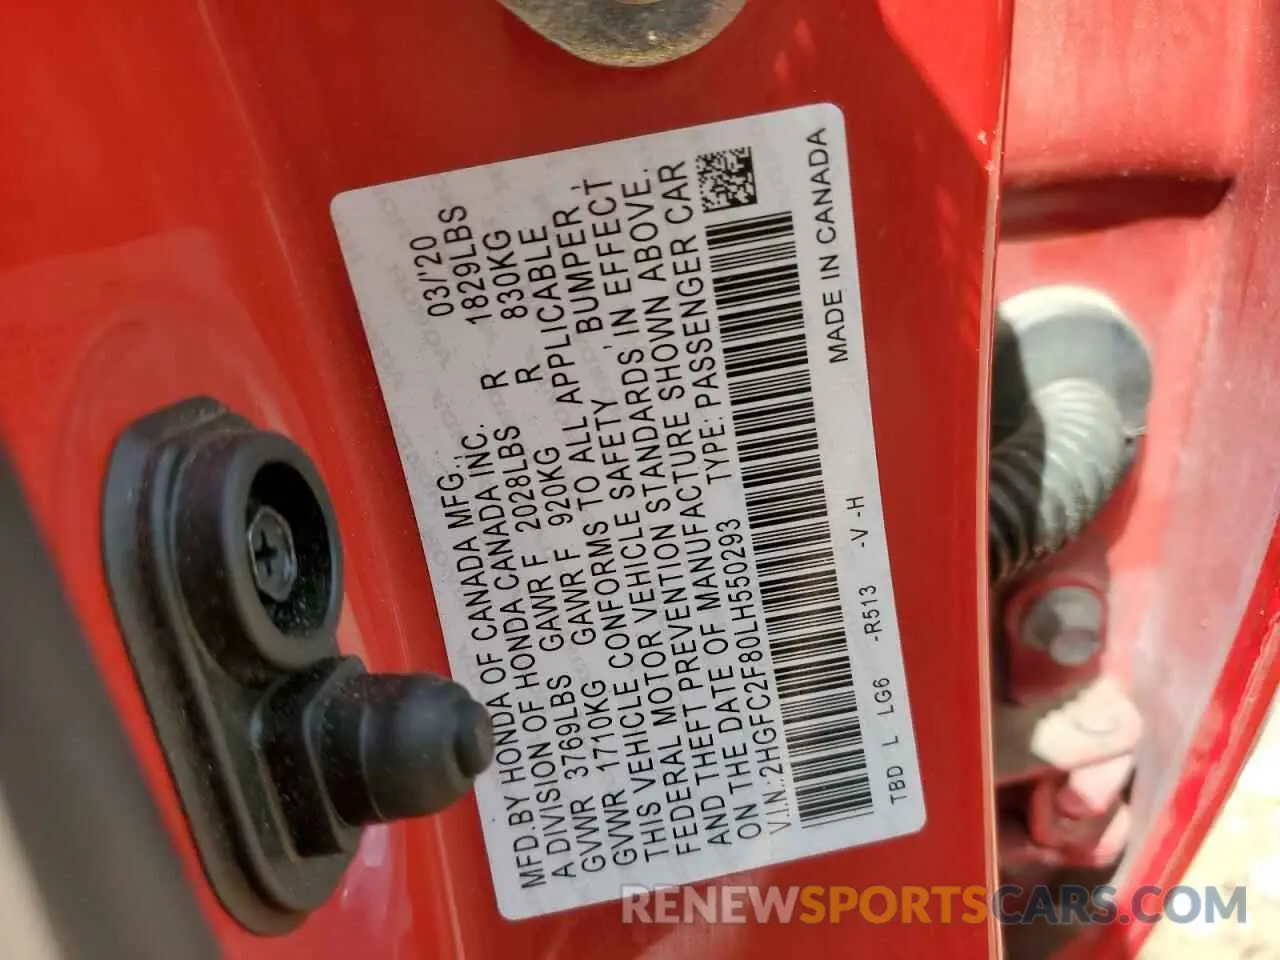 MFD.BY HONDA OF CANADA MFG., 03/'20
A DIVISION OF HONDA CANADA INC.
GVWR 3769LBS GAWR F 2028LBS R 1829LBS
GVWR 1710KG GAWR F 920KG R 830KG
THIS VEHICLE CONFORMS TO ALL APPLICABLE
FEDERAL MOTOR VEHICLE SAFETY, BUMPER,
AND THEFT PREVENTION STANDARDS, IN EFFECT
ON THE DATE OF MANUFACTURE SHOWN ABOVE.
V.I.N.:2HGFC2F80LH550293 TYPE:PASSENGER CAR
TBD L LG6 -R513 -V -H MADE IN CANADA
RENEWSPORTSCARS.COM